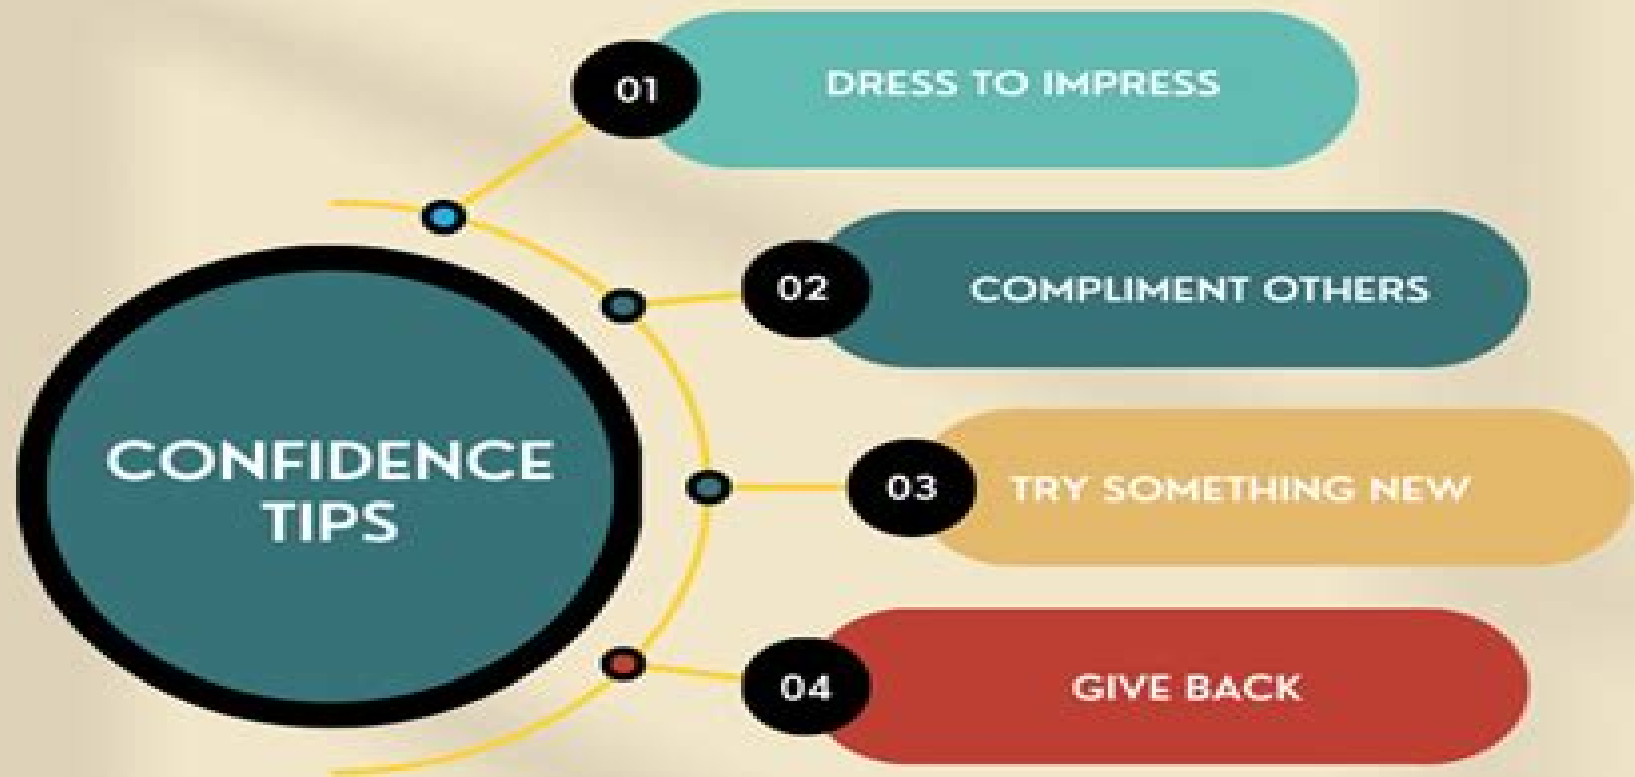 CONFIDENCE
TIPS
01
DRESS TO IMPRESS
02
COMPLIMENT OTHERS
03
TRY SOMETHING NEW
04
GIVE BACK